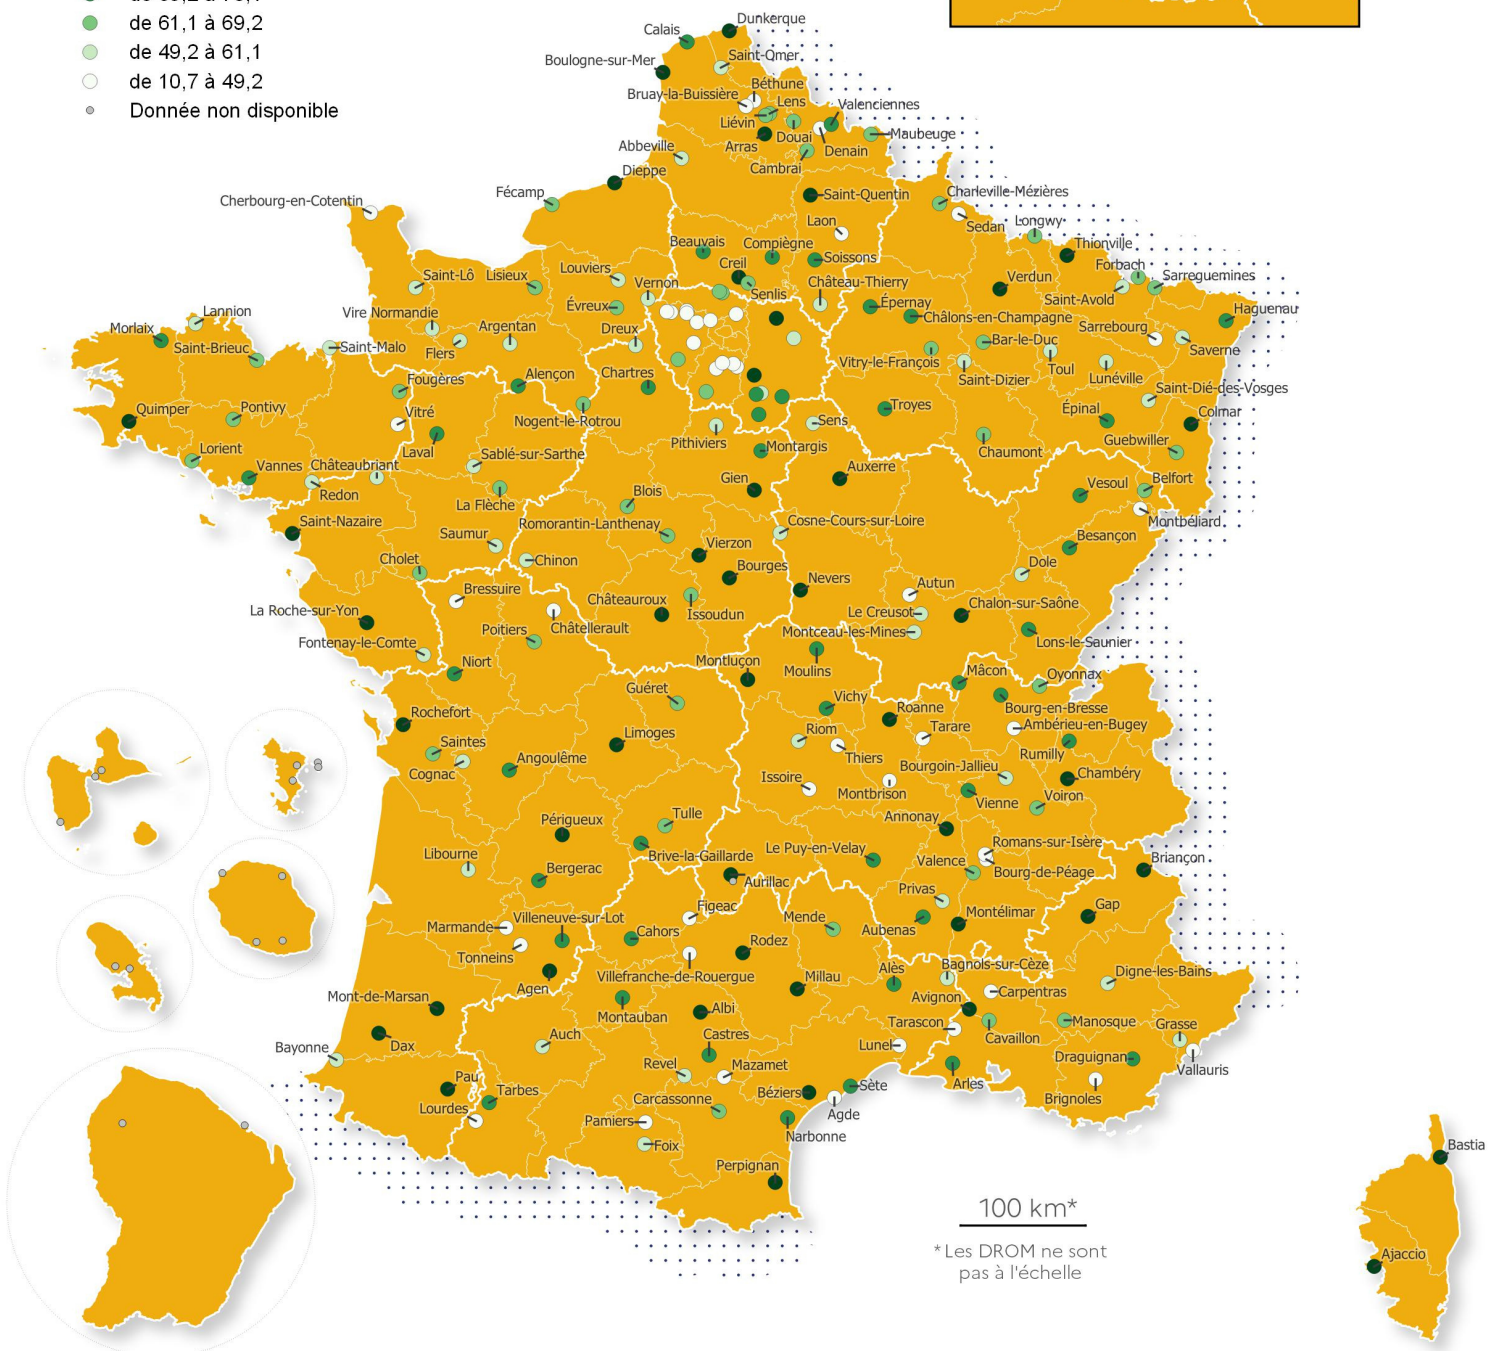 de 61,1 à 69,2
de 49,2 à 61,1
de 10,7 à 49,2
Donnée non disponible
Dunkerque
Calais
Saint-Omer
Boulogne-sur-Mer
Béthune
Bruay-la-Buissière
Lens
Valenciennes
Liévin
Douai
Maubeuge
Arras
Denain
Abbeville
Cambrai
Dieppe
Fécamp
Saint-Quentin
Charleville-Mézières
Cherbourg-en-Cotentin
Laon
Sedan
Longwy
Beauvais
Compiègne
Thionville
Soissons
Creil
Forbach
Saint-Lô
Lisieux
Louviers
Vernon
Senlis
Château-Thierry
Verdun
Sarreguemines
Saint-Avold
Lannion
Vire Normandie
Évreux
Épernay
Haguenau
Morlaix
Argentan
Dreux
Châlons-en-Champagne
Sarrebourg
Saint-Brieuc
Saint-Malo
Flers
Bar-le-Duc
Saverne
Vitry-le-François
Toul
Lunéville
Saint-Dizier
Fougères
Alençon
Chartres
Saint-Dié-des-Vosges
Quimper
Pontivy
Vitré
Nogent-le-Rotrou
Troyes
Épinal
Colmar
Pithiviers
Sens
Guebwiller
Lorient
Laval
Montargis
Chaumont
Vannes
Châteaubriant
Sablé-sur-Sarthe
Auxerre
Redon
La Flèche
Blois
Gien
Vesoul
Belfort
Saint-Nazaire
Romorantin-Lanthenay
Cosne-Cours-sur-Loire
Montbéliard
Saumur
Vierzon
Besançon
Cholet
Chinon
Bourges
Dole
Bressuire
Nevers
Autun
La Roche-sur-Yon
Châteauroux
Issoudun
Le Creusot
Chalon-sur-Saône
Poitiers
Châtellerault
Montceau-les-Mines
Fontenay-le-Comte
Lons-le-Saunier
Niort
Montluçon
Moulins
Mâcon
Oyonnax
Guéret
Vichy
Bourg-en-Bresse
Rochefort
Roanne
Tarare
Ambérieu-en-Bugey
Saintes
Limoges
Riom
Rumilly
Cognac
Angoulême
Thiers
Bourgoin-Jallieu
Chambéry
Issoire
Montbrison
Vienne
Voiron
Périgueux
Tulle
Annonay
Libourne
Brive-la-Gaillarde
Le Puy-en-Velay
Romans-sur-Isère
Valence
Bourg-de-Péage
Briançon
Bergerac
Aurillac
Privas
Figeac
Marmande
Villeneuve-sur-Lot
Mende
Montélimar
Gap
Cahors
Aubenas
Tonneins
Rodez
Agen
Villefranche-de-Rouergue
Alès
Bagnols-sur-Cèze
Digne-les-Bains
Millau
Mont-de-Marsan
Avignon
Carpentras
Montauban
Albi
Tarascon
Manosque
Grasse
Dax
Auch
Castres
Lunel
Cavaillon
Bayonne
Draguignan
Revel
Mazamet
Vallauris
Pau
Tarbes
Béziers
Sète
Arles
Lourdes
Carcassonne
Agde
Brignoles
Pamiers
Narbonne
Foix
Bastia
Perpignan
100 km*
*Les DROM ne sont
pas à l'échelle
Ajaccio